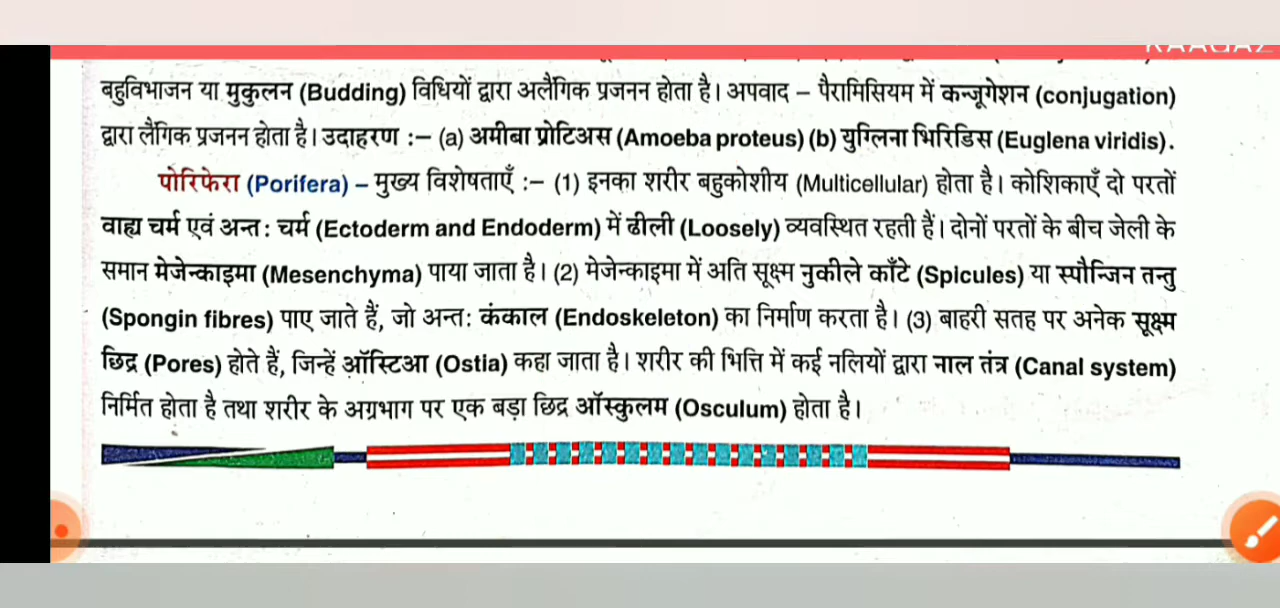 KAAGAZ
बहुविभाजन या मुकुलन (Budding) विधियों द्वारा अलैंगिक प्रजनन होता है। अपवाद – पैरामिसियम में कन्जूगेशन (conjugation)
द्वारा लैंगिक प्रजनन होता है। उदाहरण :– (a) अमीबा प्रोटिअस (Amoeba proteus) (b) युग्लिना भिरिडिस (Euglena viridis).
पोरिफेरा (Porifera) – मुख्य विशेषताएँ :– (1) इनका शरीर बहुकोशीय (Multicellular) होता है। कोशिकाएँ दो परतों
वाह्य चर्म एवं अन्त: चर्म (Ectoderm and Endoderm) में ढीली (Loosely) व्यवस्थित रहती हैं। दोनों परतों के बीच जेली के
समान मेजेन्काइमा (Mesenchyma) पाया जाता है। (2) मेजेन्काइमा में अति सूक्ष्म नुकीले काँटे (Spicules) या स्पौन्जिन तन्तु
(Spongin fibres) पाए जाते हैं, जो अन्त: कंकाल (Endoskeleton) का निर्माण करता है। (3) बाहरी सतह पर अनेक सूक्ष्म
छिद्र (Pores) होते हैं, जिन्हें ऑस्टिआ (Ostia) कहा जाता है। शरीर की भित्ति में कई नलियों द्वारा नाल तंत्र (Canal system)
निर्मित होता है तथा शरीर के अग्रभाग पर एक बड़ा छिद्र ऑस्कुलम (Osculum) होता है।